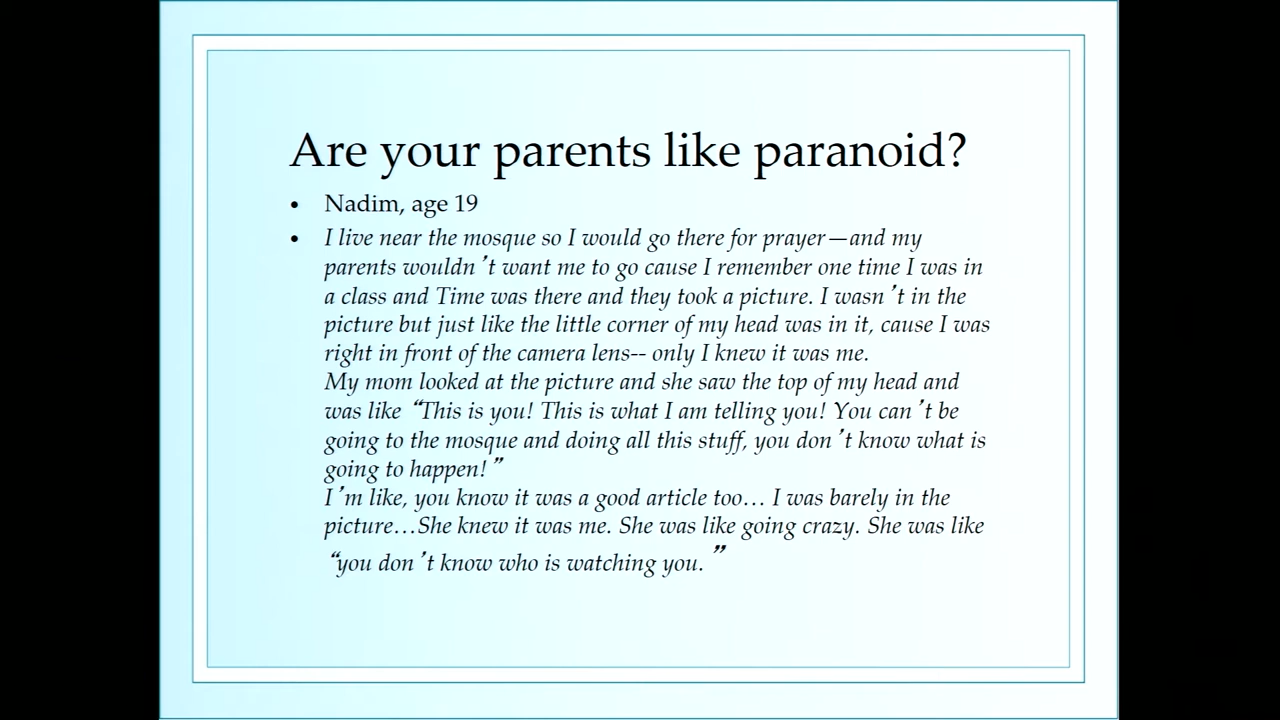 Are your parents like paranoid?
• Nadim, age 19
• I live near the mosque so I would go there for prayer—and my
parents wouldn’t want me to go cause I remember one time I was in
a class and Time was there and they took a picture. I wasn’t in the
picture but just like the little corner of my head was in it, cause I was
right in front of the camera lens-- only I knew it was me.
My mom looked at the picture and she saw the top of my head and
was like “This is you! This is what I am telling you! You can’t be
going to the mosque and doing all this stuff, you don’t know what is
going to happen!”
I’m like, you know it was a good article too… I was barely in the
picture…She knew it was me. She was like going crazy. She was like
“you don’t know who is watching you.”